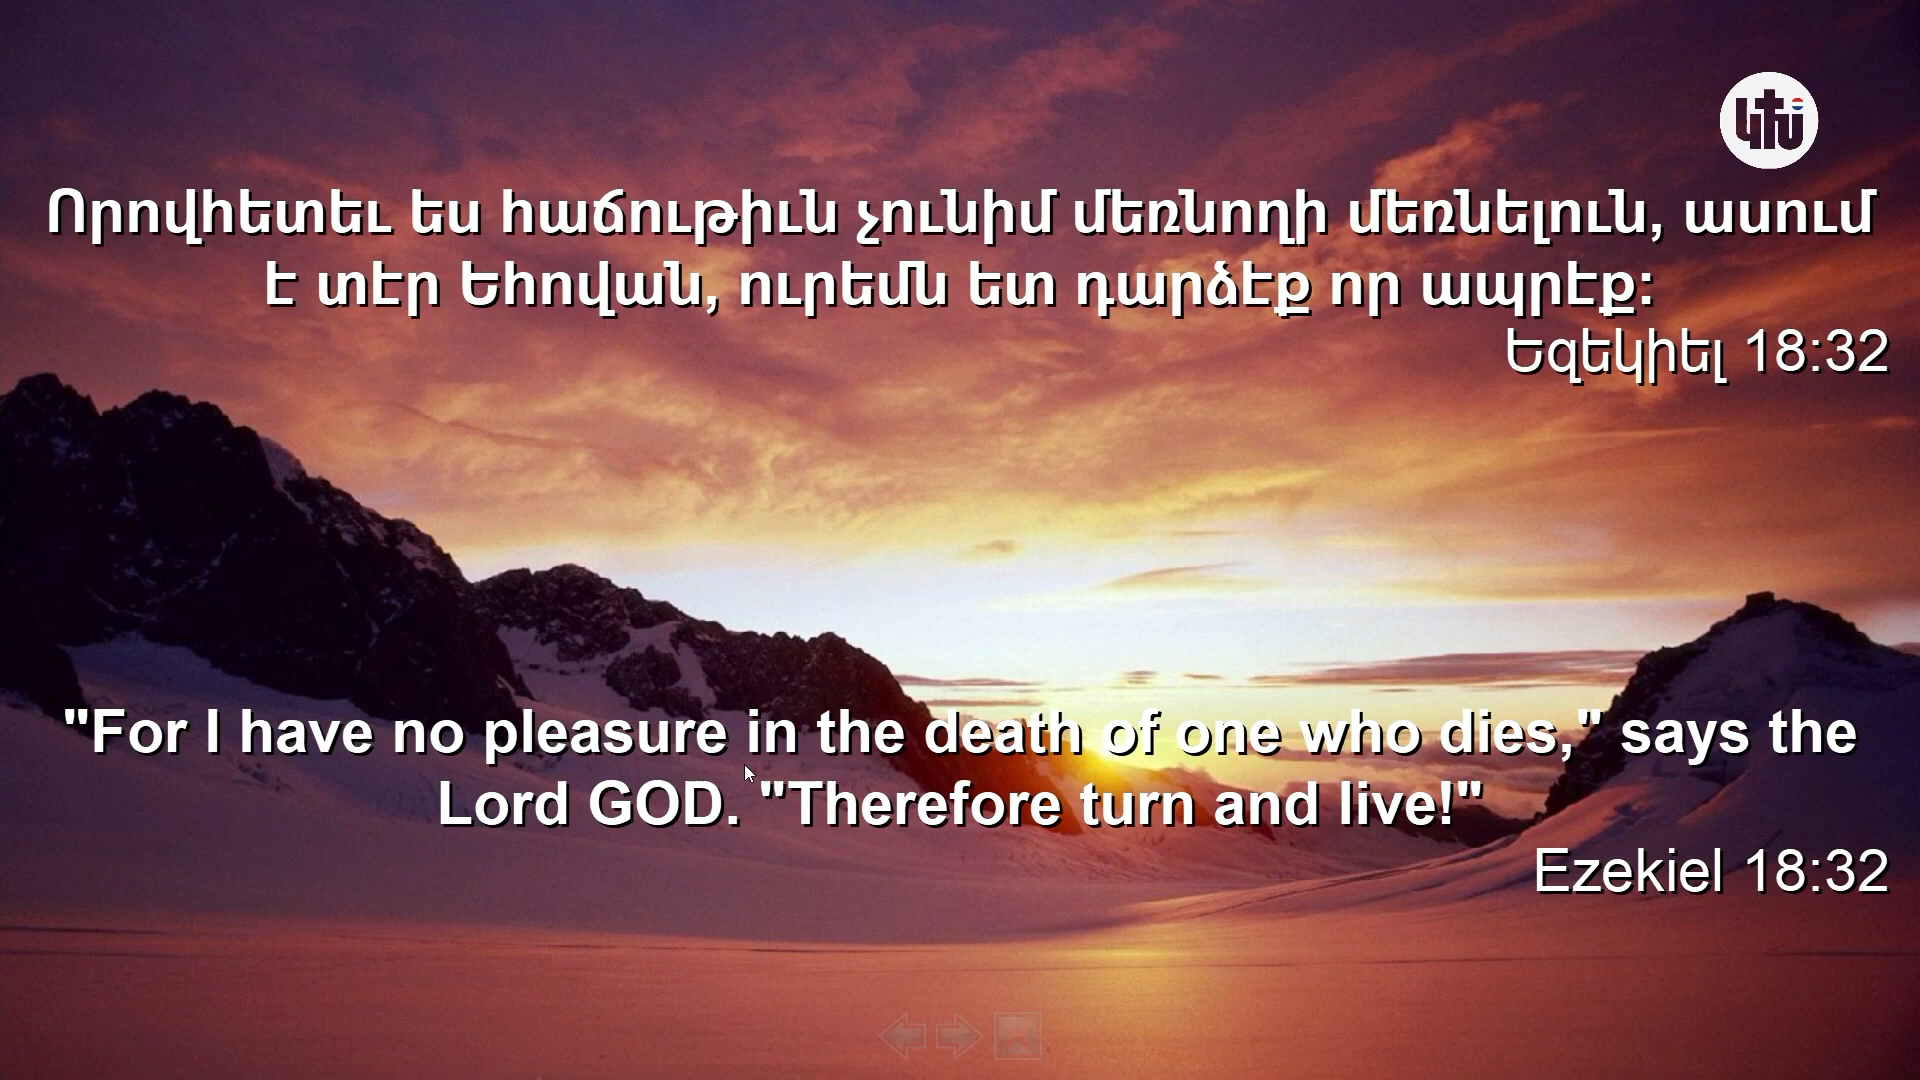 կէս
Որովհետեւ ես հաճութիւն չունիմ մեռնողի մեռնելուն, ասում
է տէր Եհովան, ուրեմն ետ դարձէք որ ապրէք:
Եզեկիել 18:32
"For I have no pleasure in the death of one who dies," says the
Lord GOD. "Therefore turn and live!"
Ezekiel 18:32